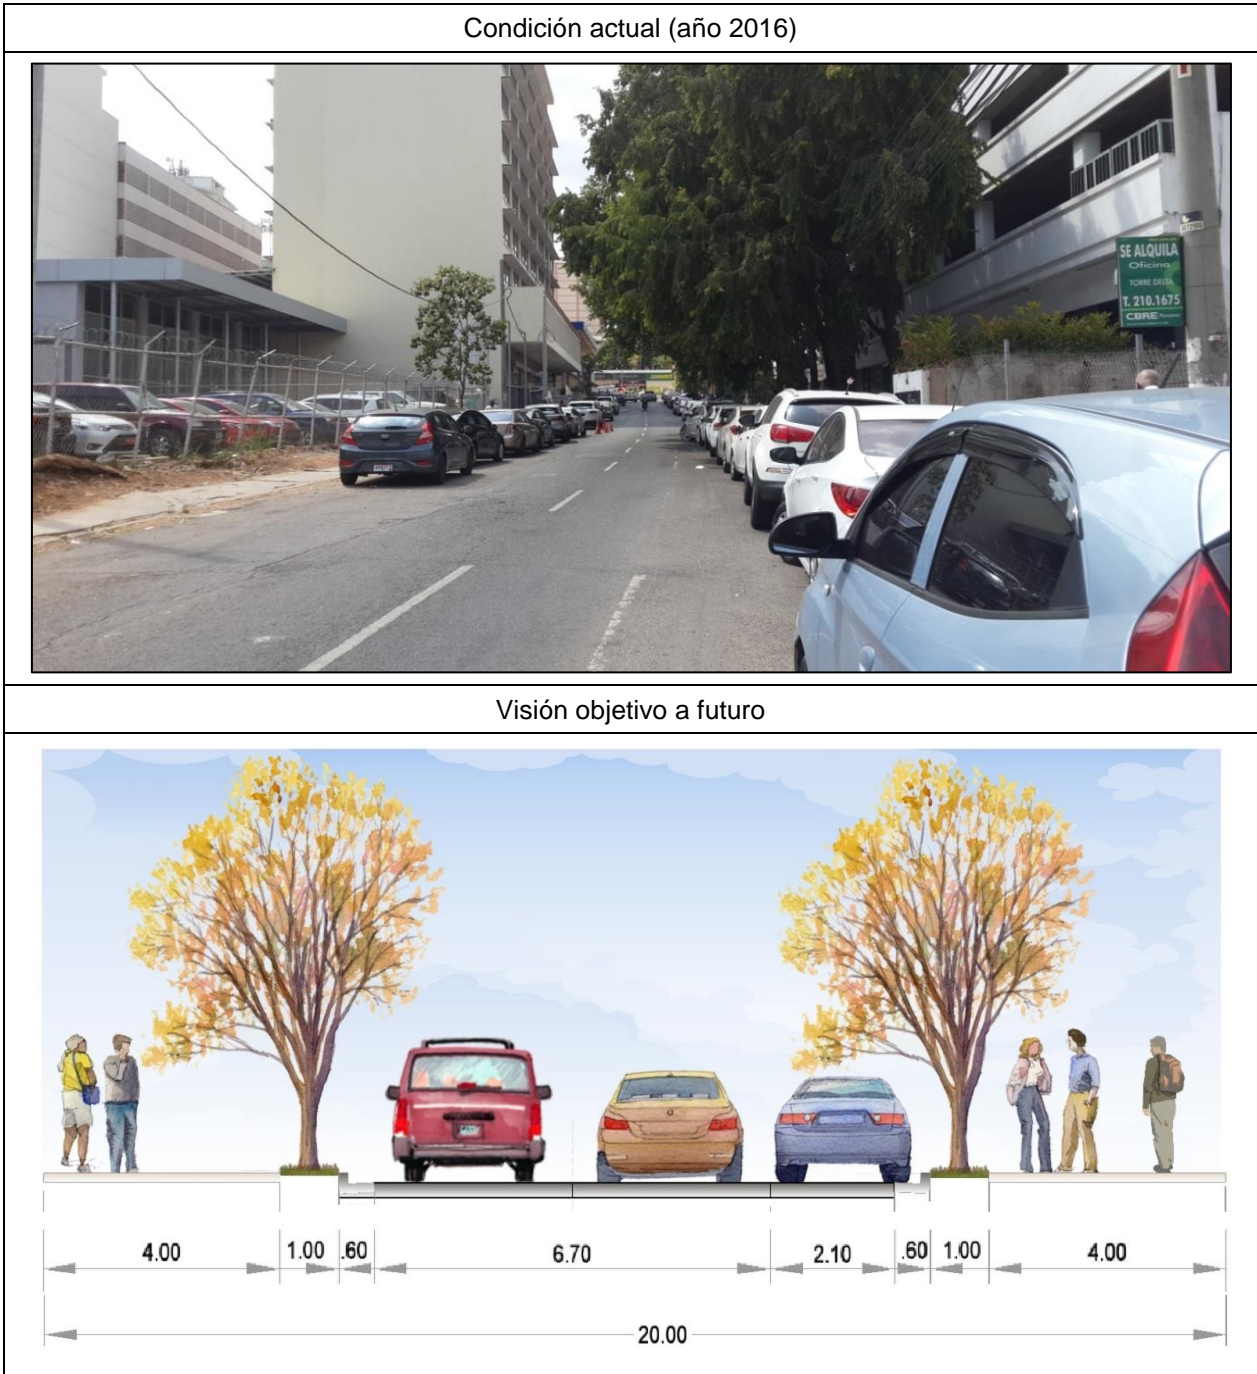 Condición actual (año 2016)
SE ALQUILA
Oficina
TORRE DELTA
T. 210.1675
CBRE Panama
Visión objetivo a futuro
4.00 1.00 .60 6.70 2.10 .60 1.00 4.00
20.00